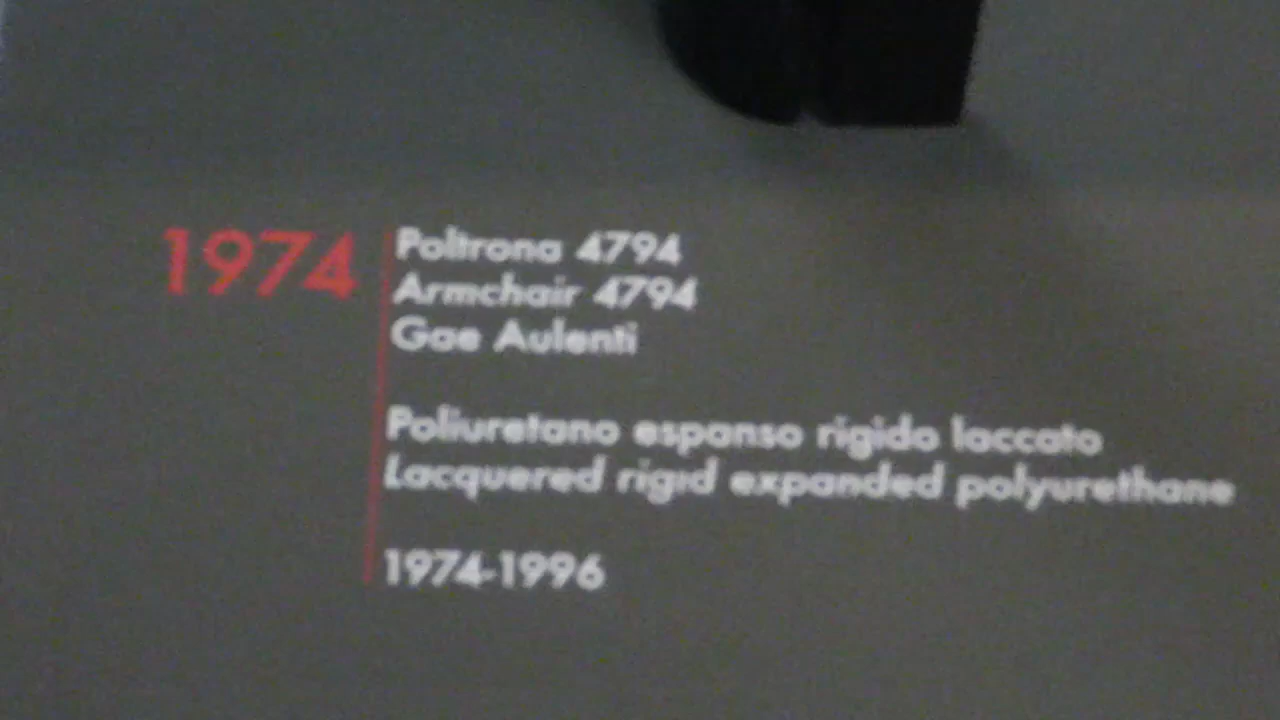 1974
Poltrona 4794
Armchair 4794
Gae Aulenti
Poliuretano espanso rigido laccato
Lacquered rigid expanded polyurethane
1974-1996